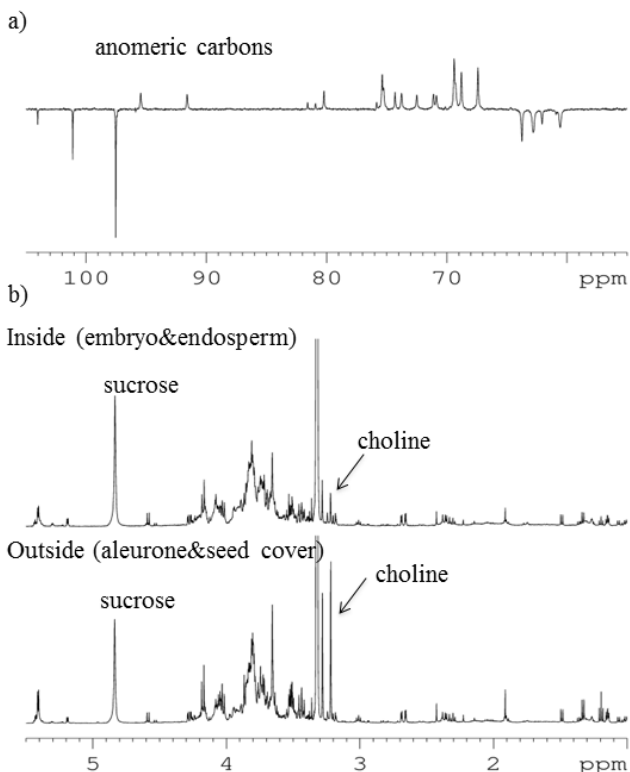 a)
anomeric carbons
100 90 80 70 ppm
b)
Inside (embryo&endosperm)
sucrose
choline
Outside (aleurone&seed cover)
sucrose
choline
5 4 3 2 ppm